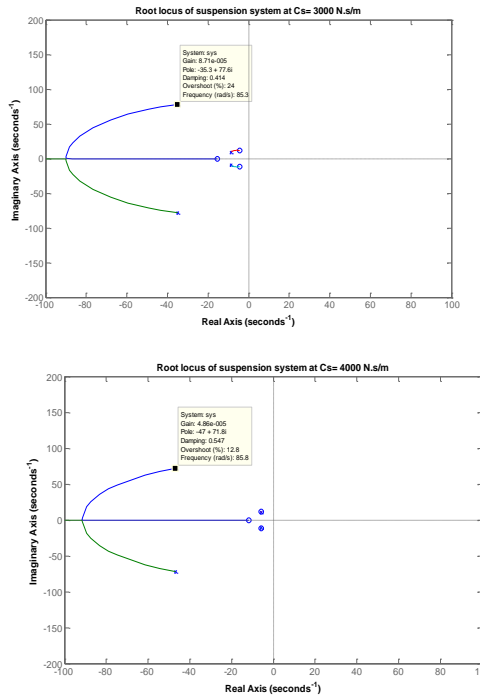 Root locus of suspension system at Cs= 3000 N.s/m
System: sys
Gain: 8.71e-005
Pole: -35.3 + 77.6i
Damping: 0.414
Overshoot (%): 24
Frequency (rad/s): 85.3
200
150
100
50
0
-50
-100
-150
-200
Imaginary Axis (seconds-1)
-100 -80 -60 -40 -20 0 20 40 60 80 100
Real Axis (seconds-1)
Root locus of suspension system at Cs= 4000 N.s/m
System: sys
Gain: 4.86e-005
Pole: -47 + 71.8i
Damping: 0.547
Overshoot (%): 12.8
Frequency (rad/s): 85.8
200
150
100
50
0
-50
-100
-150
-200
Imaginary Axis (seconds-1)
-100 -80 -60 -40 -20 0 20 40 60 80 100
Real Axis (seconds-1)